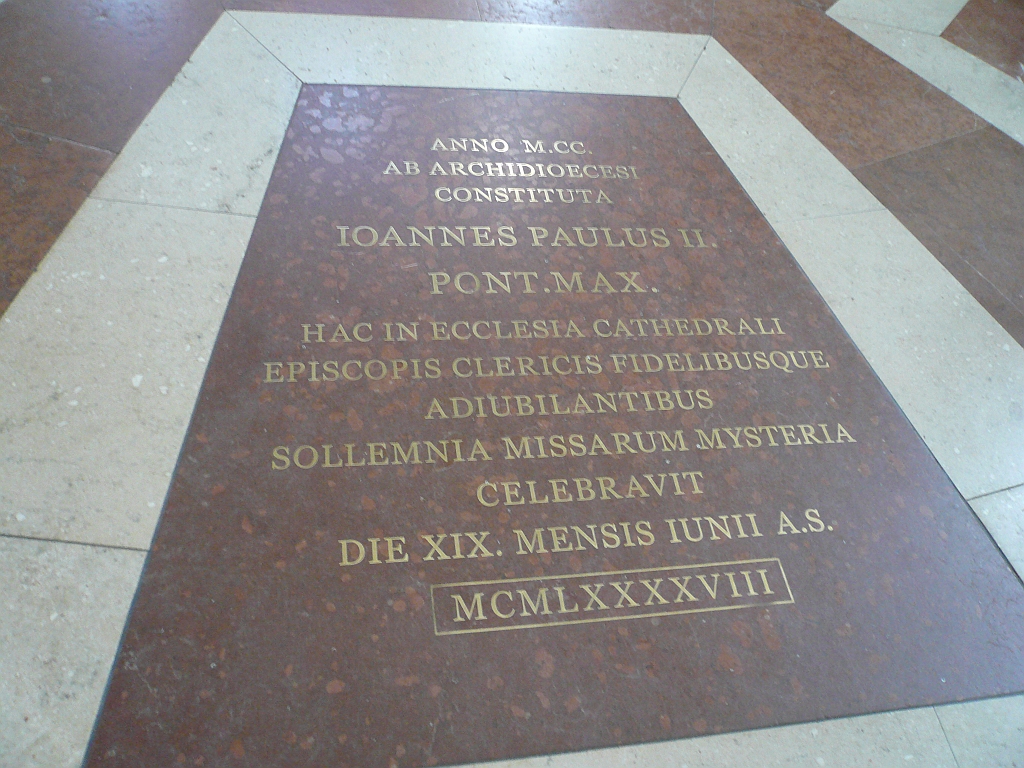 ANNO M.CC.
AB ARCHIDIOECESI
CONSTITUTA
IOANNES PAULUS II.
PONT.MAX.
HAC IN ECCLESIA CATHEDRALI
EPISCOPIS CLERICIS FIDELIBUSQUE
ADIUBILANTIBUS
SOLLEMNIA MISSARUM MYSTERIA
CELEBRAVIT
DIE XIX. MENSIS IUNII A.S.
MCMLXXXXVIII